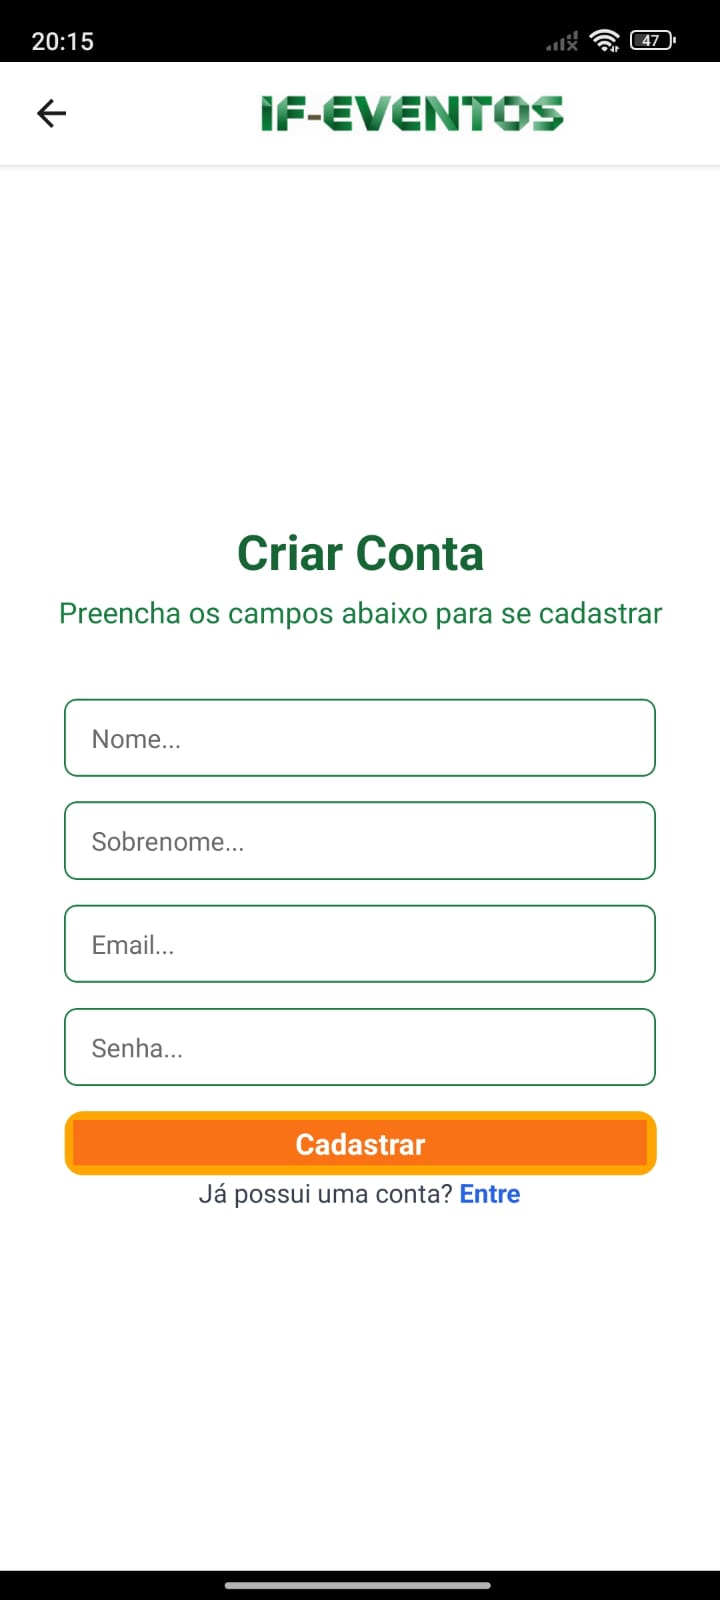 20:15
47
IF-EVENTOS
Criar Conta
Preencha os campos abaixo para se cadastrar
Nome...
Sobrenome...
Email...
Senha...
Cadastrar
Já possui uma conta? Entre